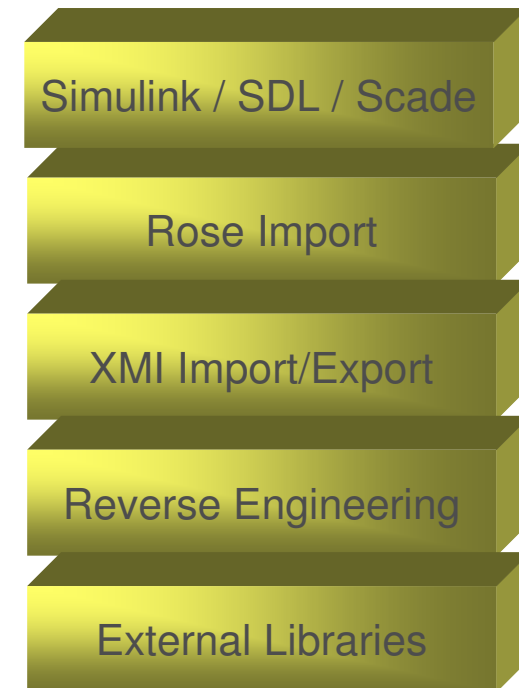 Simulink / SDL / Scade
Rose Import
XMI Import/Export
Reverse Engineering
External Libraries